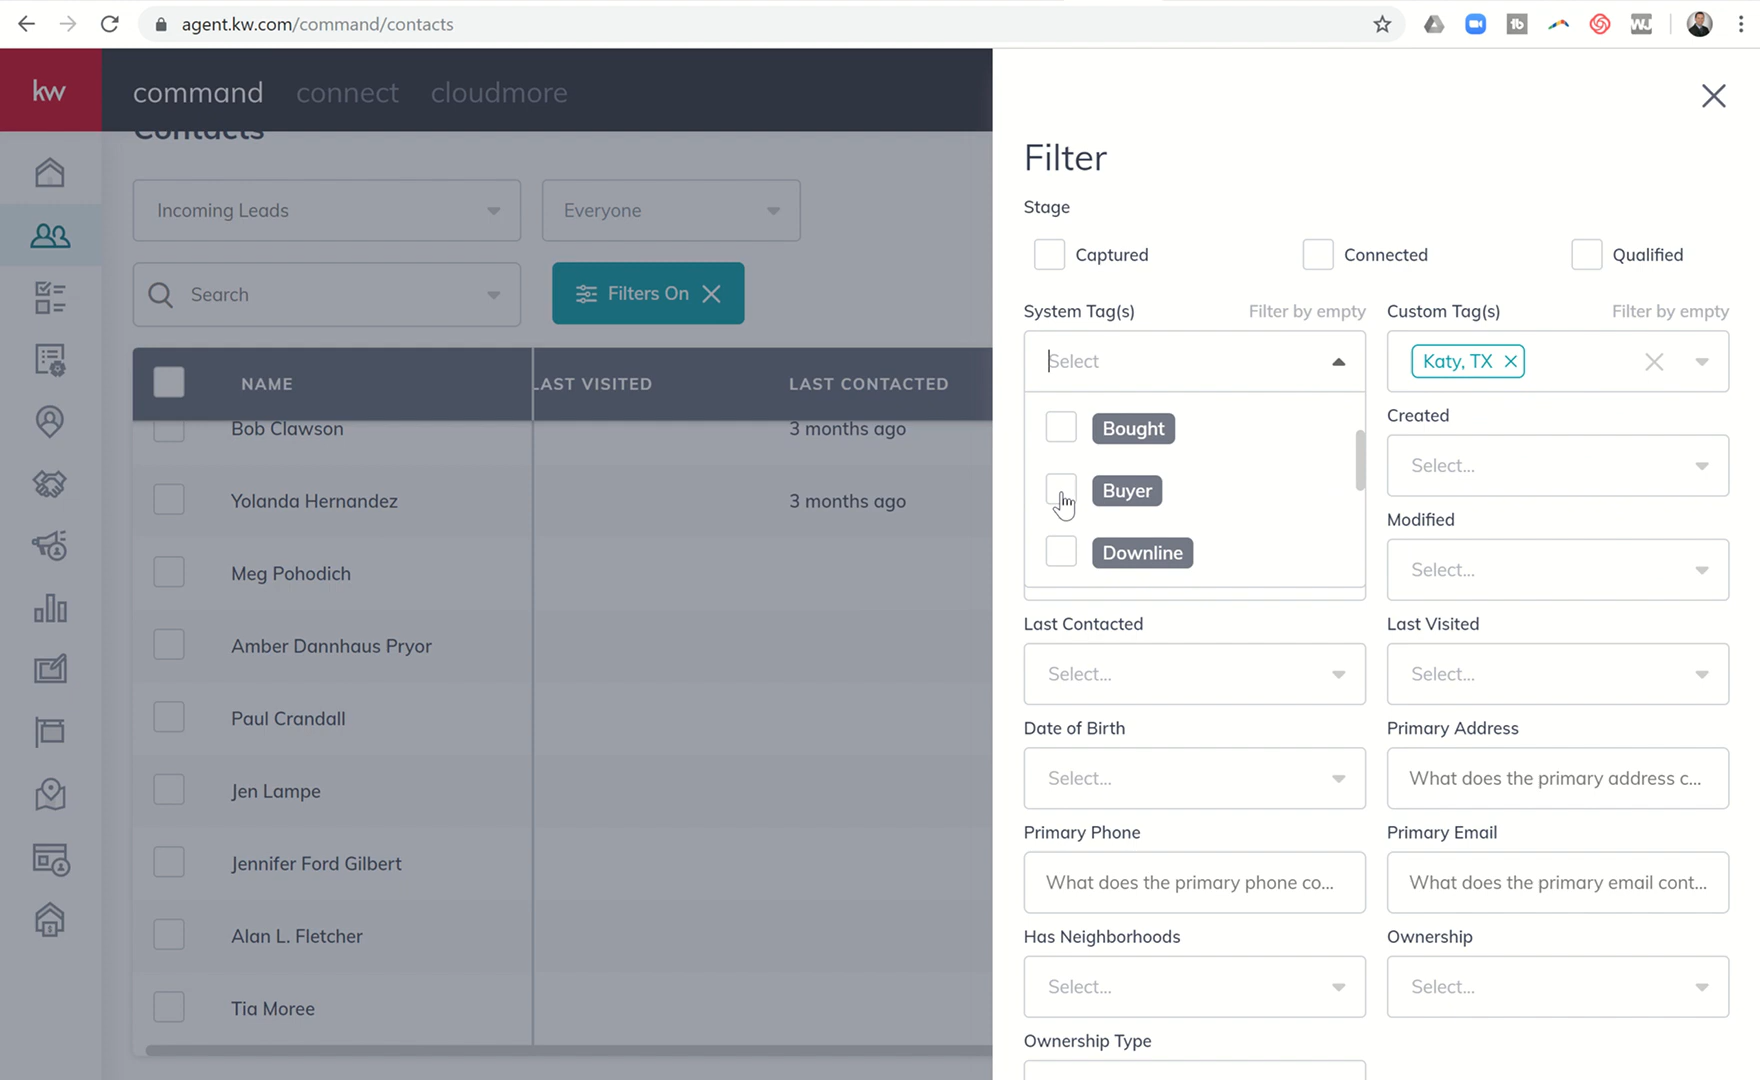 agent.kw.com/command/contacts
kw
command connect cloudmore
Contacts
Incoming Leads
Everyone
Search
Filters On
NAME
LAST VISITED
LAST CONTACTED
Bob Clawson
3 months ago
Yolanda Hernandez
3 months ago
Meg Pohodich
Amber Dannhaus Pryor
Paul Crandall
Jen Lampe
Jennifer Ford Gilbert
Alan L. Fletcher
Tia Moree
Filter
Stage
Captured
Connected
Qualified
System Tag(s)
Filter by empty
Custom Tag(s)
Filter by empty
Select
Katy, TX
Bought
Buyer
Downline
Created
Select...
Modified
Select...
Last Contacted
Select...
Last Visited
Select...
Date of Birth
Select...
Primary Address
What does the primary address c...
Primary Phone
What does the primary phone co...
Primary Email
What does the primary email cont...
Has Neighborhoods
Select...
Ownership
Select...
Ownership Type